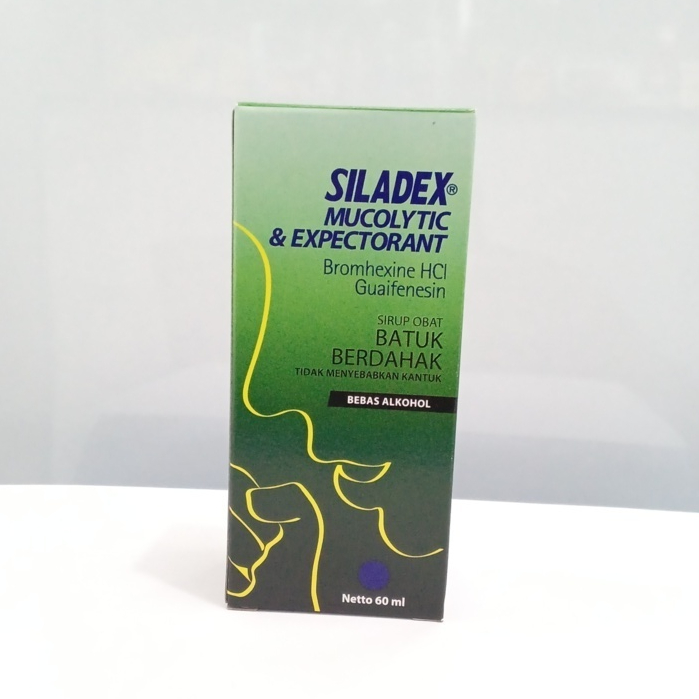 SILADEX®
MUCOLYTIC
& EXPECTORANT
Bromhexine HCl
Guaifenesin
SIRUP OBAT
BATUK
BERDAHAK
TIDAK MENYEBABKAN KANTUK
BEBAS ALKOHOL
Netto 60 ml